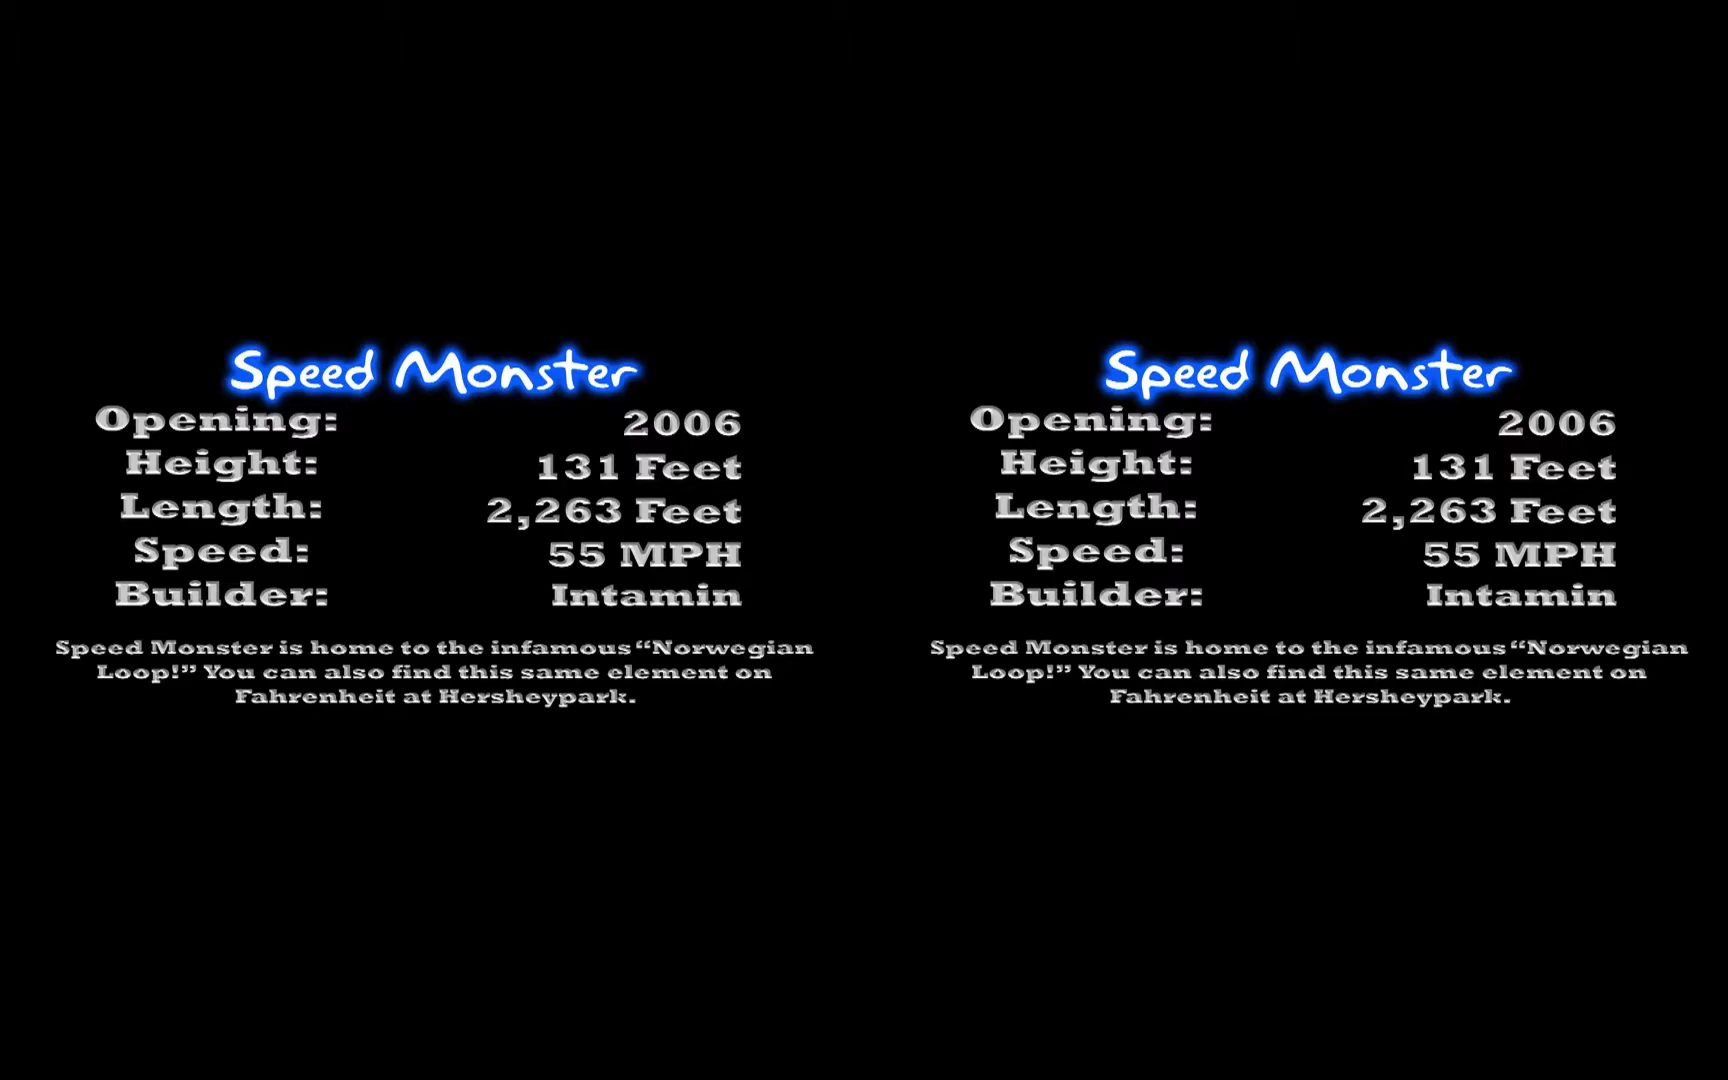 Speed Monster
Opening: 2006
Height: 131 Feet
Length: 2,263 Feet
Speed: 55 MPH
Builder: Intamin
Speed Monster is home to the infamous “Norwegian
Loop!” You can also find this same element on
Fahrenheit at Hersheypark.
Speed Monster
Opening: 2006
Height: 131 Feet
Length: 2,263 Feet
Speed: 55 MPH
Builder: Intamin
Speed Monster is home to the infamous “Norwegian
Loop!” You can also find this same element on
Fahrenheit at Hersheypark.